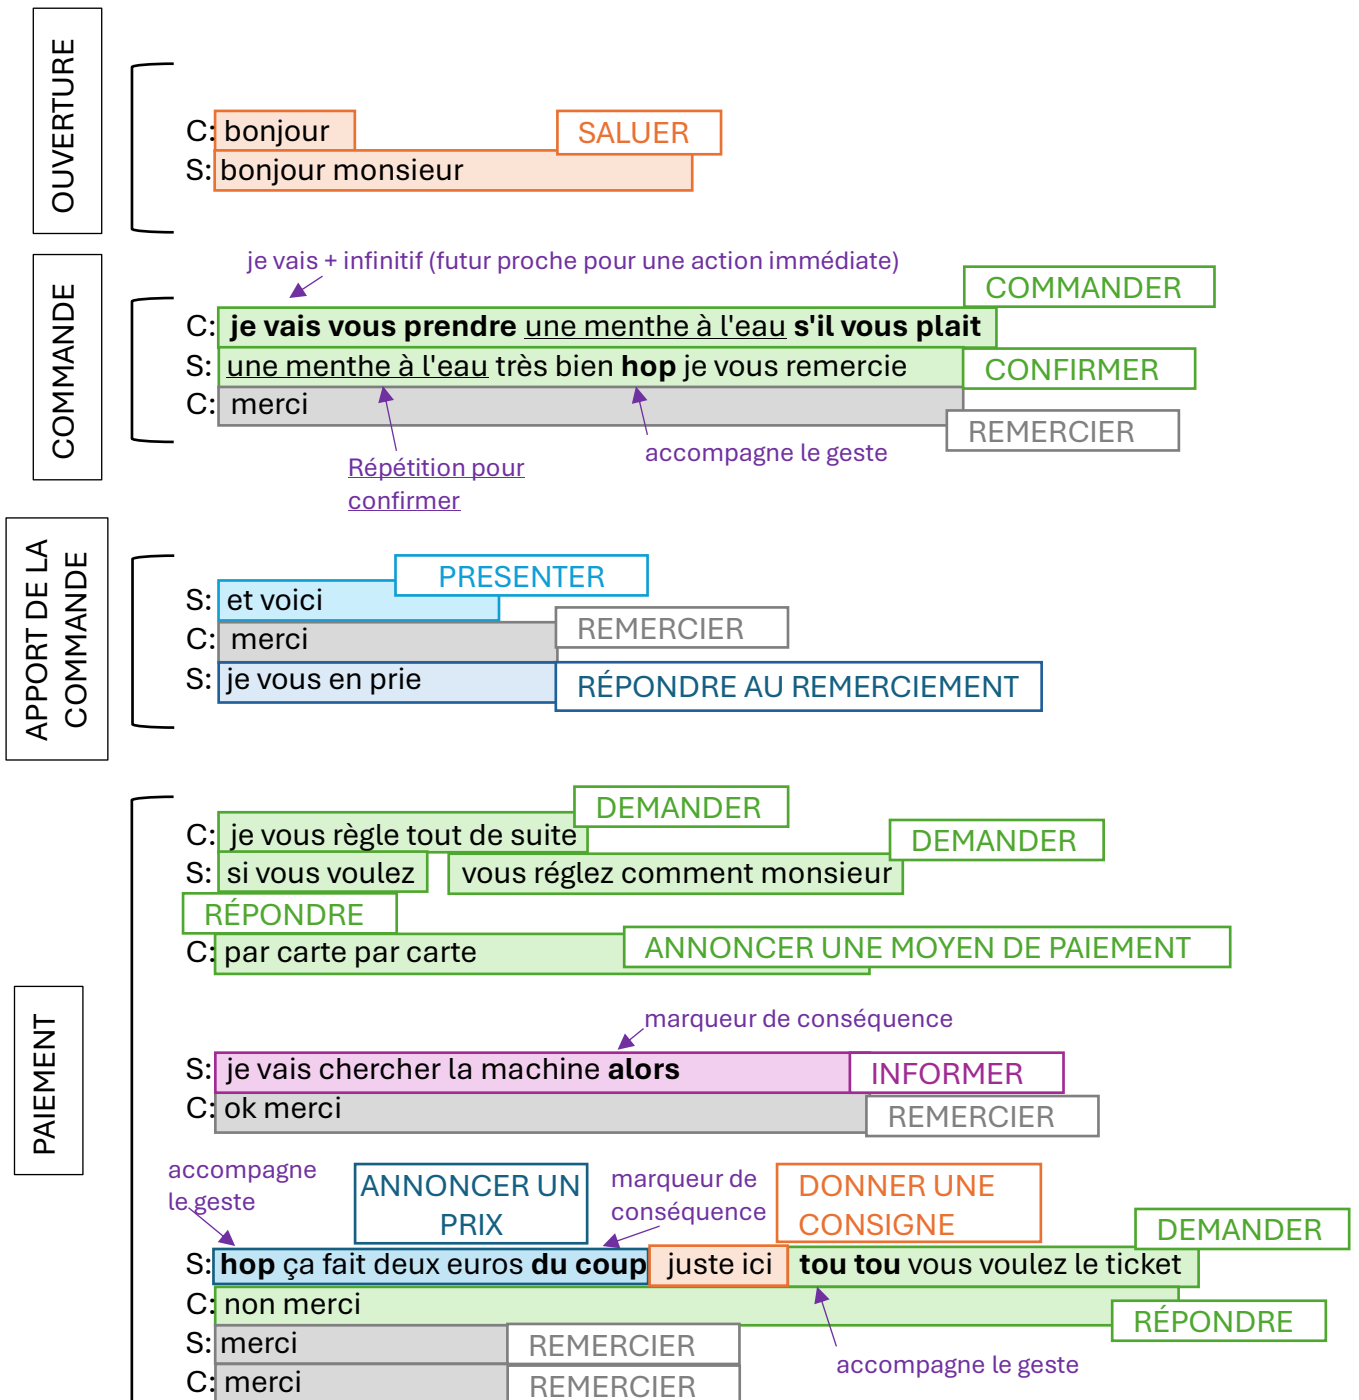 OUVERTURE
C: bonjour
SALUER
S: bonjour monsieur
COMMANDE
je vais + infinitif (futur proche pour une action immédiate)
COMMANDER
C: je vais vous prendre une menthe à l'eau s'il vous plait
S: une menthe à l'eau très bien hop je vous remercie
CONFIRMER
C: merci
REMERCIER
Répétition pour
confirmer
accompagne le geste
APPORT DE LA
COMMANDE
PRESENTER
S: et voici
REMERCIER
C: merci
S: je vous en prie
RÉPONDRE AU REMERCIEMENT
PAIEMENT
DEMANDER
C: je vous règle tout de suite
DEMANDER
S: si vous voulez vous réglez comment monsieur
RÉPONDRE
C: par carte par carte
ANNONCER UNE MOYEN DE PAIEMENT
marqueur de conséquence
S: je vais chercher la machine alors
INFORMER
C: ok merci
REMERCIER
accompagne
le geste
ANNONCER UN
PRIX
marqueur de
conséquence
DONNER UNE
CONSIGNE
DEMANDER
S: hop ça fait deux euros du coup juste ici tou tou vous voulez le ticket
C: non merci
RÉPONDRE
S: merci
REMERCIER
accompagne le geste
C: merci
REMERCIER